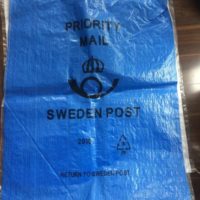 PRIORITY
MAIL
SWEDEN POST
RETURN TO SWEDEN POST